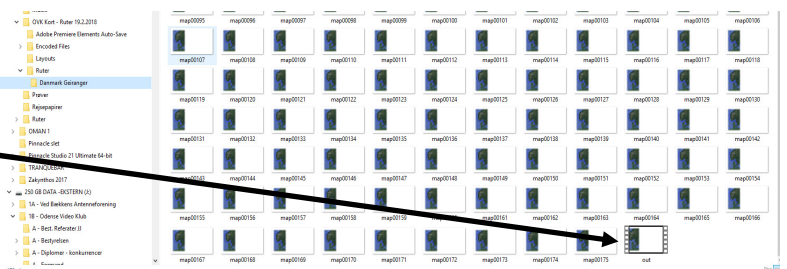 OVK Kort - Ruter 19.2.2018
Adobe Premiere Elements Auto-Save
Encoded Files
Layouts
Ruter
Danmark Geiranger
Prøver
Rejsepapirer
Ruter
OMAN 1
Pinnacle slet
Pinnacle Studio 21 Ultimate 64-bit
TRANQUEBAR
Zakynthos 2017
250 GB DATA -EKSTERN (J:)
1A - Ved Bækkens Antenneforening
1B - Odense Video Klub
A - Best. Referater JJ
A - Bestyrelsen
A - Diplomer - konkurrencer
map00095 map00096 map00097 map00098 map00099 map00100 map00101 map00102 map00103 map00104 map00105 map00106
map00107 map00108 map00109 map00110 map00111 map00112 map00113 map00114 map00115 map00116 map00117 map00118
map00119 map00120 map00121 map00122 map00123 map00124 map00125 map00126 map00127 map00128 map00129 map00130
map00131 map00132 map00133 map00134 map00135 map00136 map00137 map00138 map00139 map00140 map00141 map00142
map00144 map00145 map00146 map00147 map00148 map00149 map00150 map00151 map00152 map00153 map00154
map00155 map00156 map00157 map00158 map00159 map00161 map00162 map00163 map00164 map00165 map00166
map00167 map00168 map00169 map00170 map00171 map00172 map00173 map00174 map00175 out